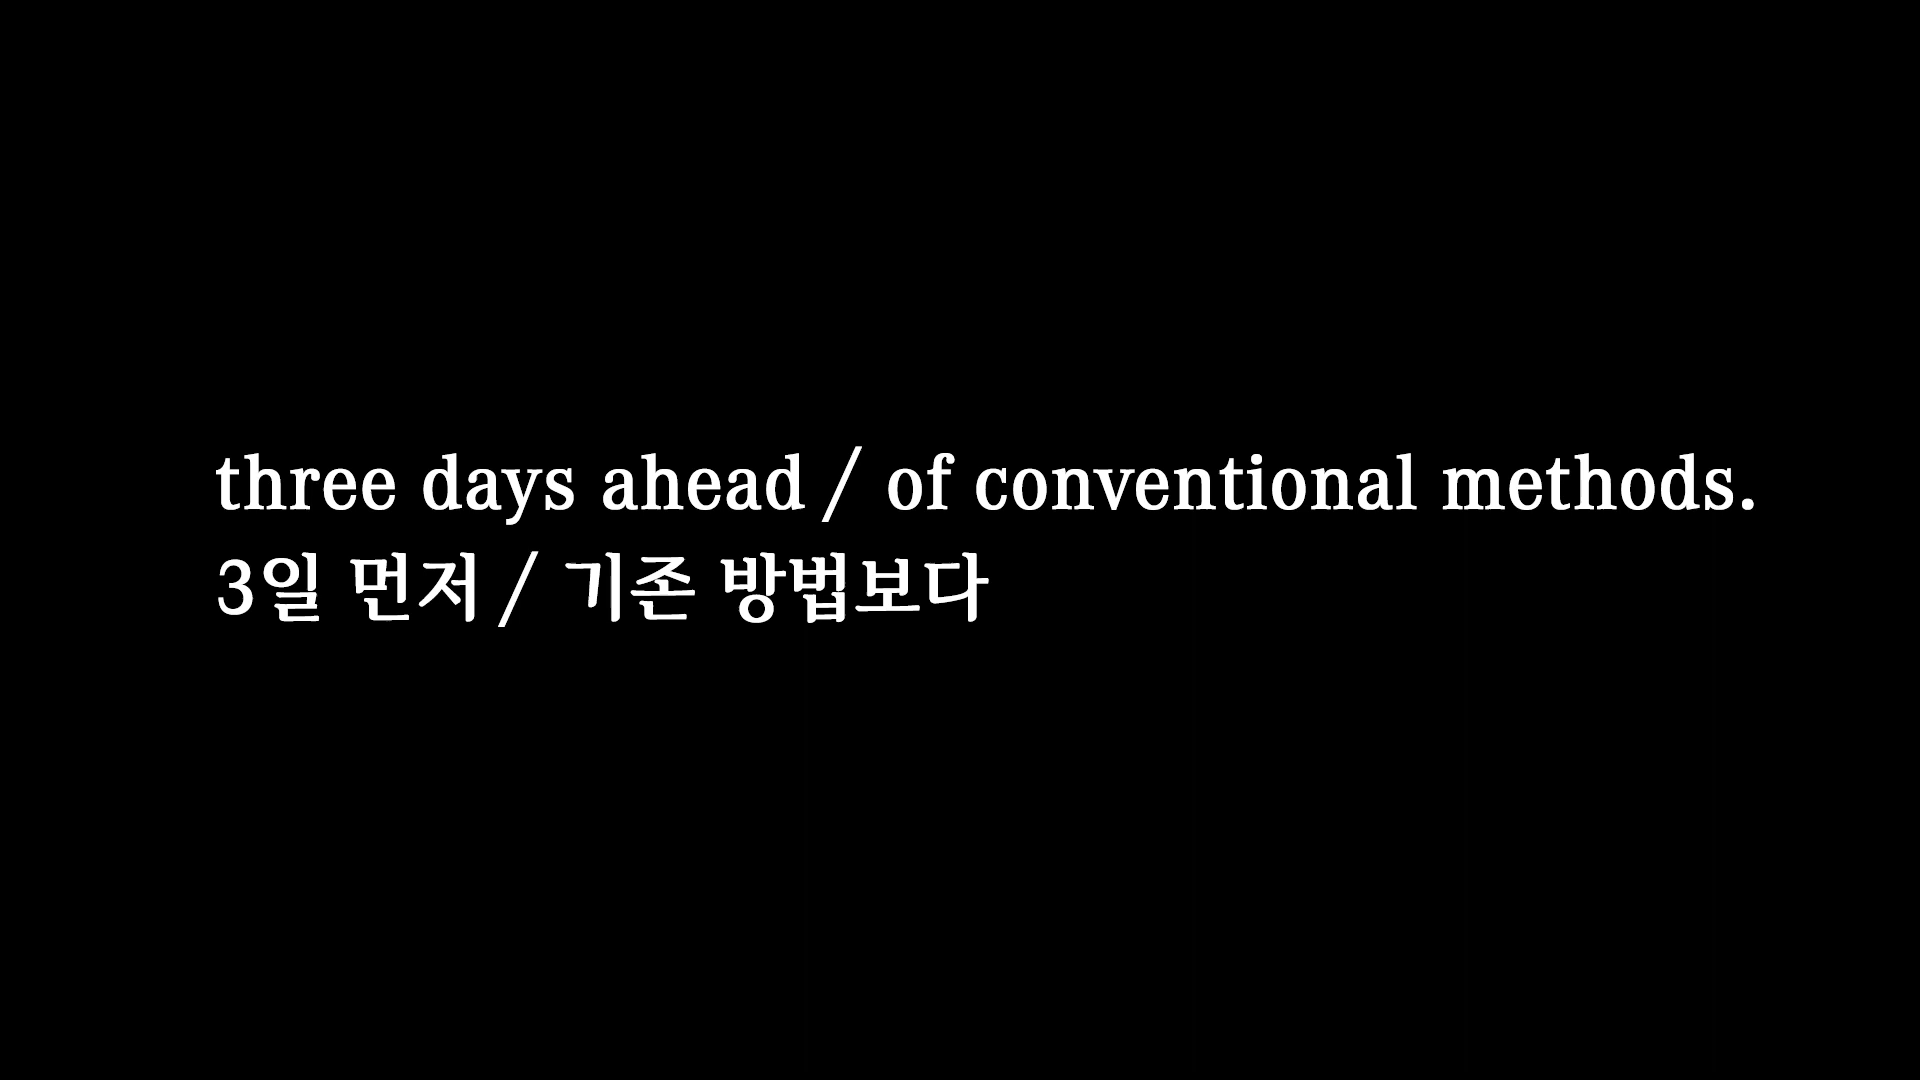 three days ahead / of conventional methods.
3일 먼저 / 기존 방법보다